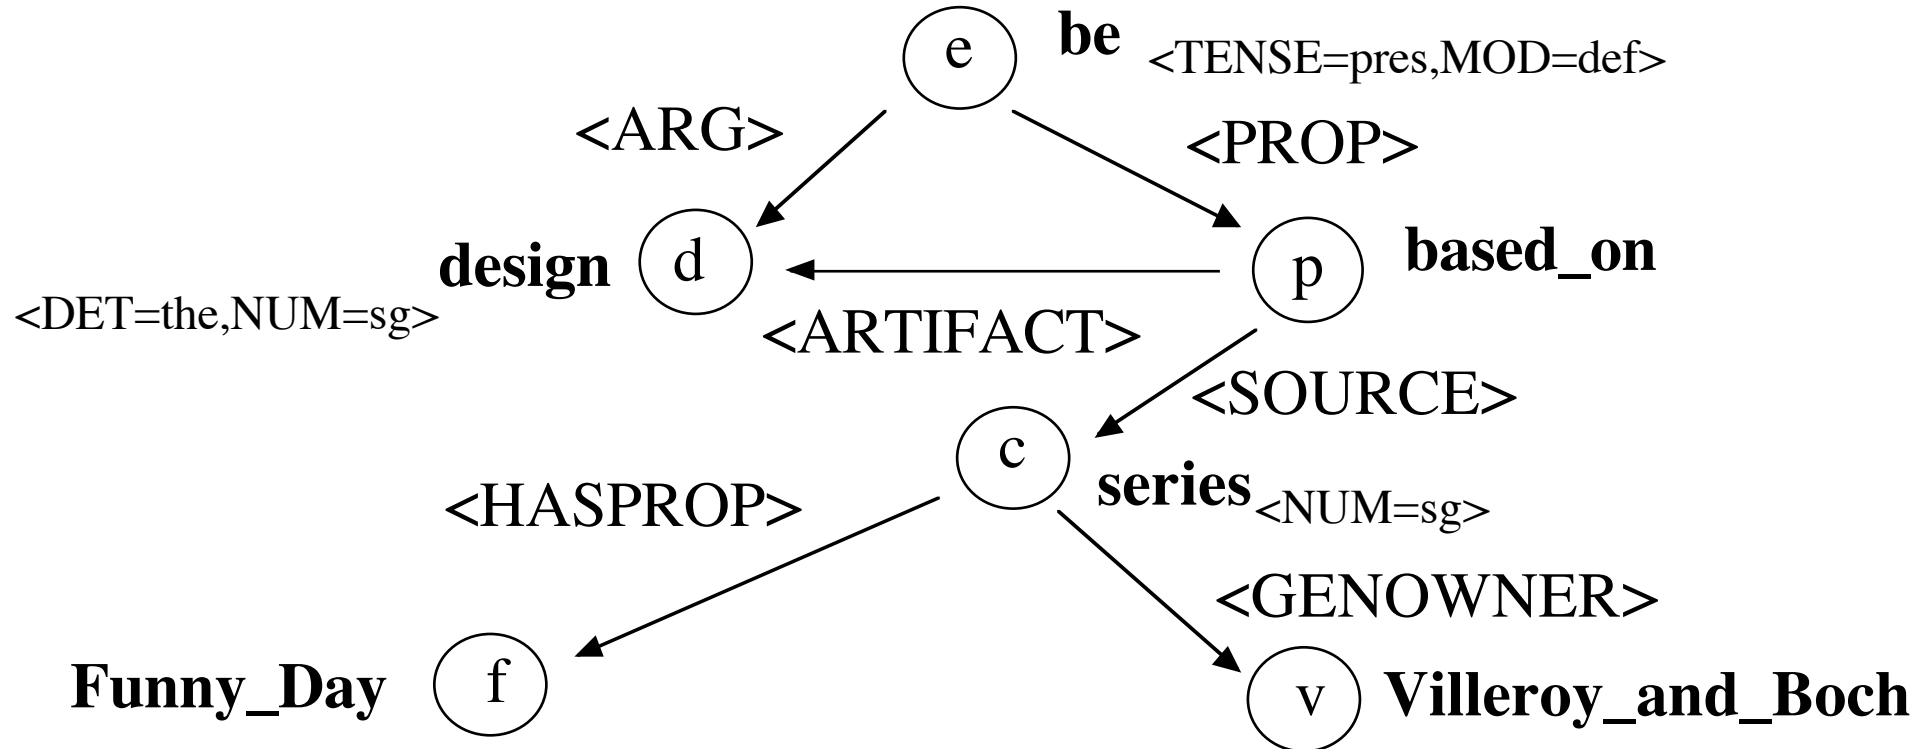 e be <TENSE=pres,MOD=def>
<ARG> <PROP>
design d p based_on
<DET=the,NUM=sg> <ARTIFACT>
<SOURCE>
c series <NUM=sg>
<HASPROP>
<GENOWNER>
Funny_Day f v Villeroy_and_Boch